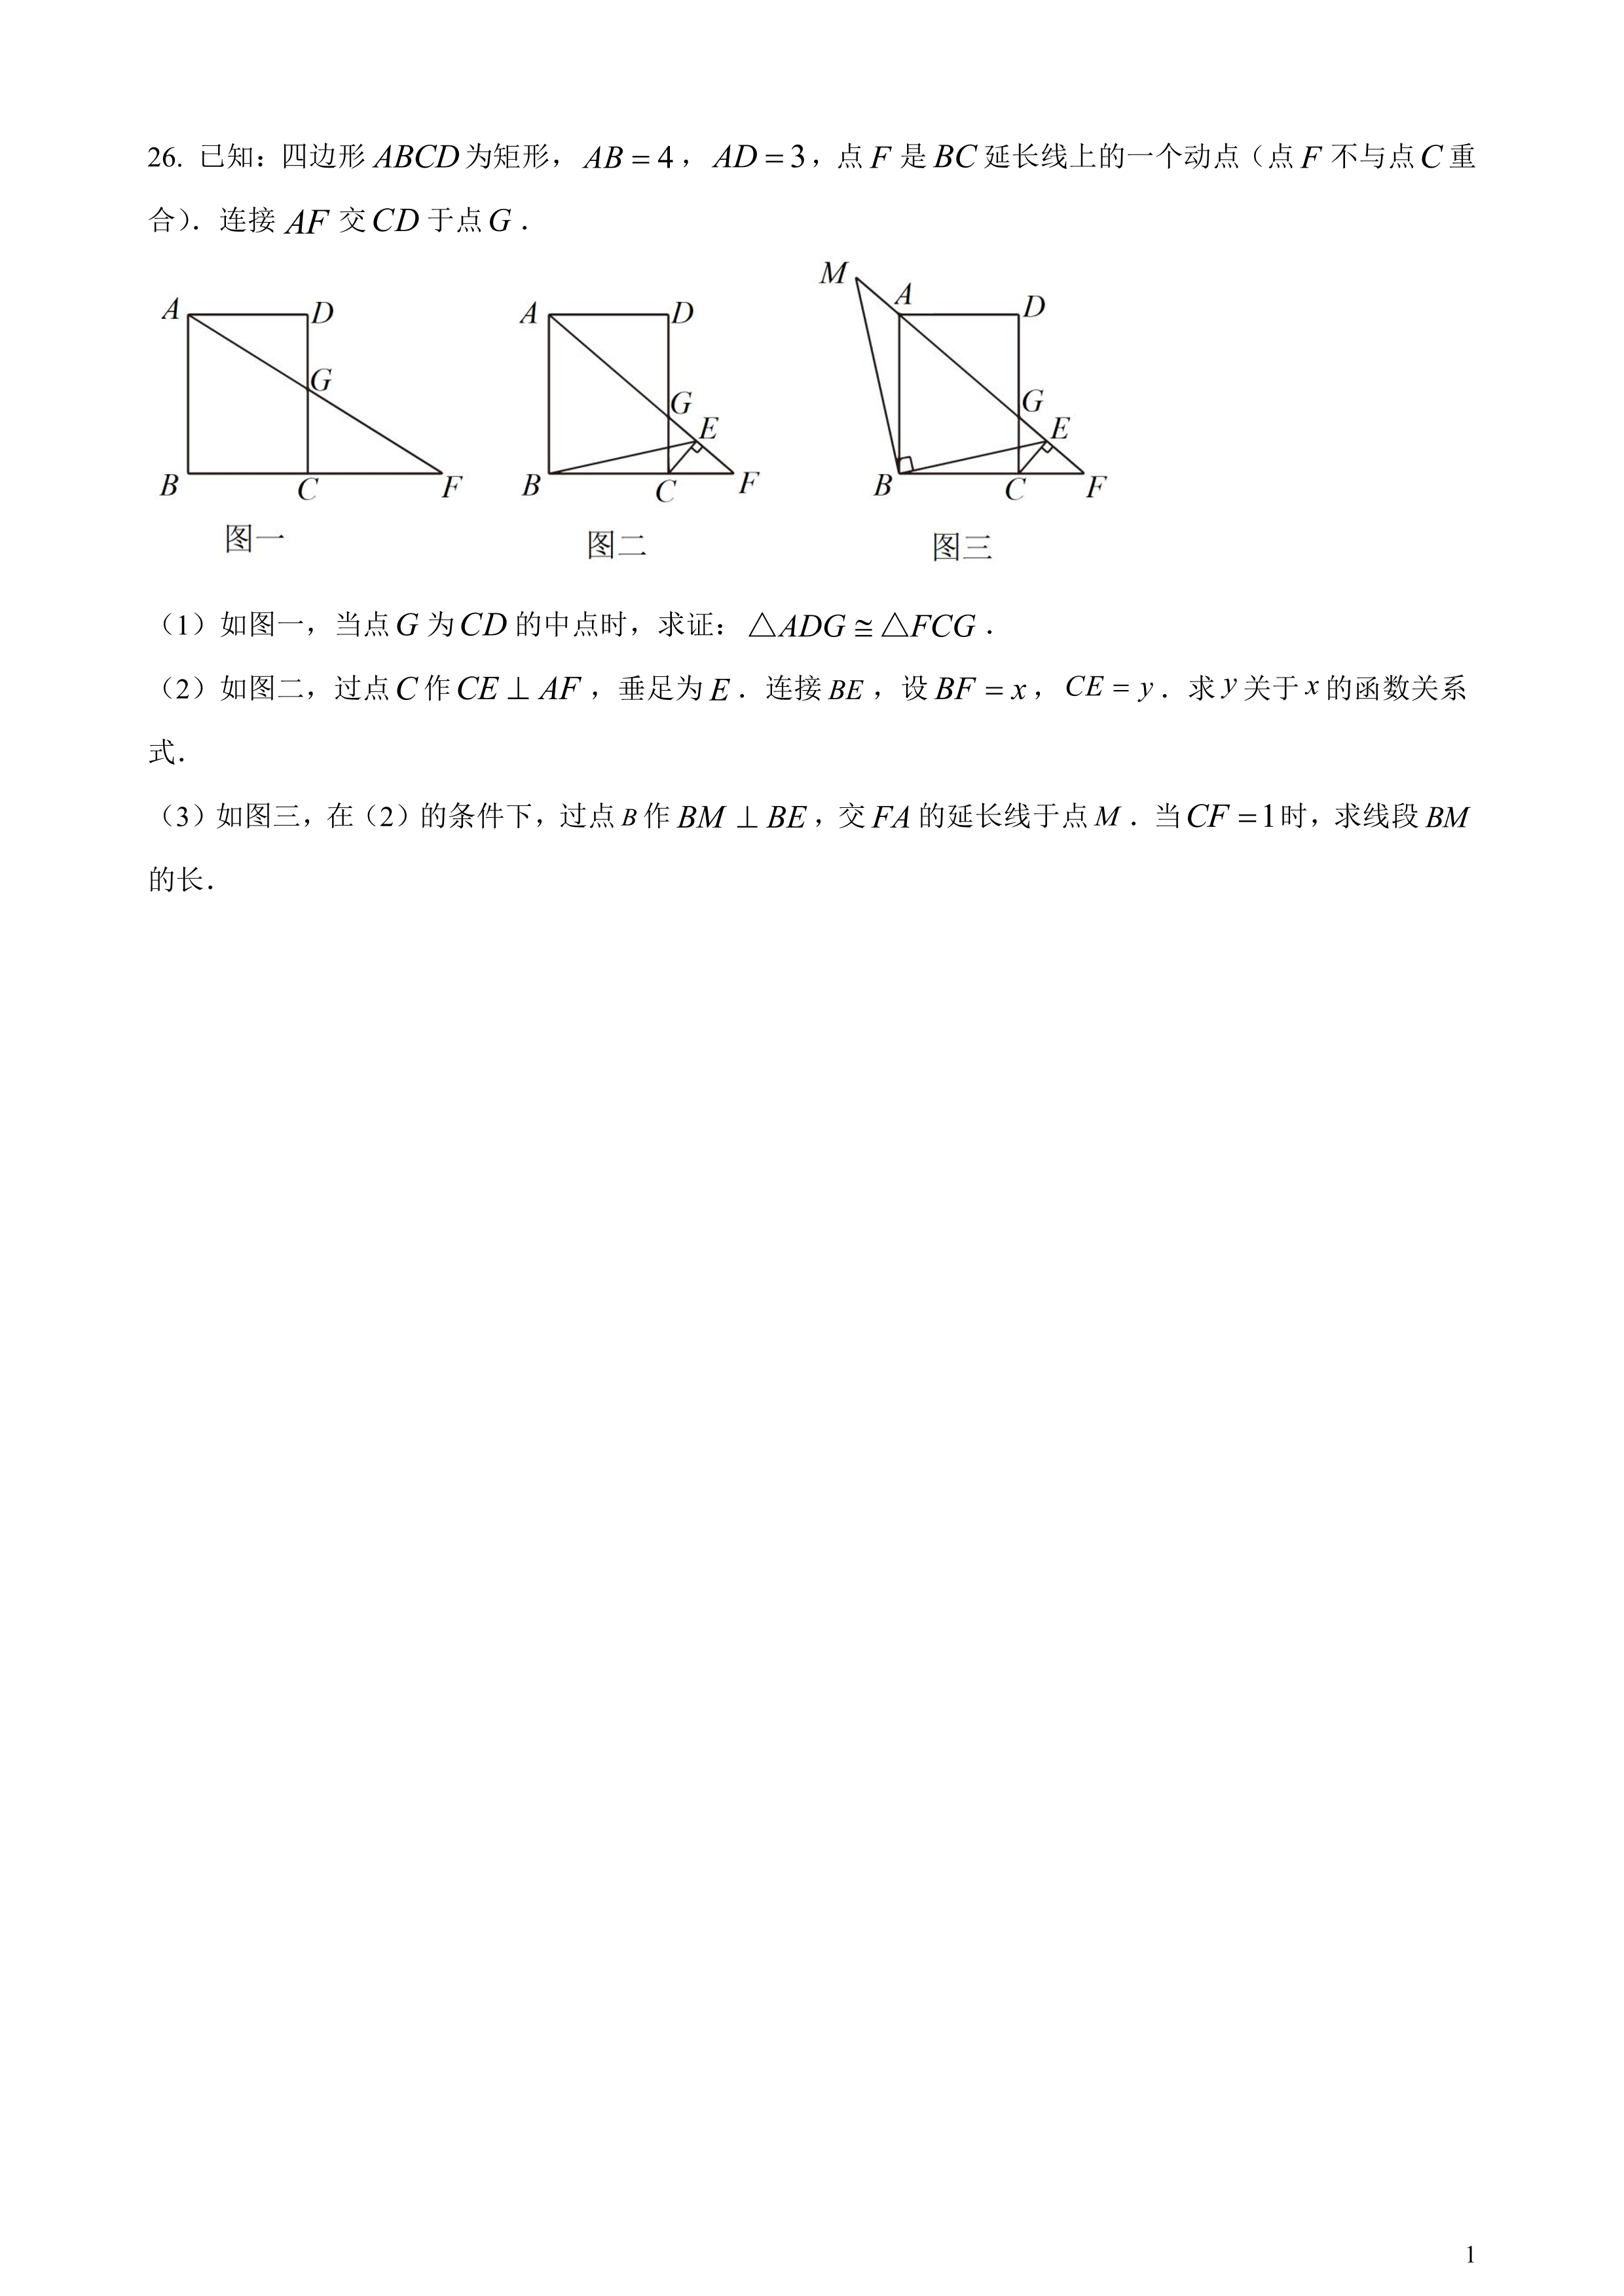 26. 已知：四边形 ABCD 为矩形，AB = 4，AD = 3，点 F 是 BC 延长线上的一个动点（点 F 不与点 C 重
合）．连接 AF 交 CD 于点 G．
M
A D A D A D
G G E G E
B C F B C F B C F
图一 图二 图三
（1）如图一，当点 G 为 CD 的中点时，求证：△ADG ≅ △FCG．
（2）如图二，过点 C 作 CE ⊥ AF，垂足为 E．连接 BE，设 BF = x，CE = y．求 y 关于 x 的函数关系
式．
（3）如图三，在（2）的条件下，过点 B 作 BM ⊥ BE，交 FA 的延长线于点 M．当 CF = 1 时，求线段 BM
的长．
1